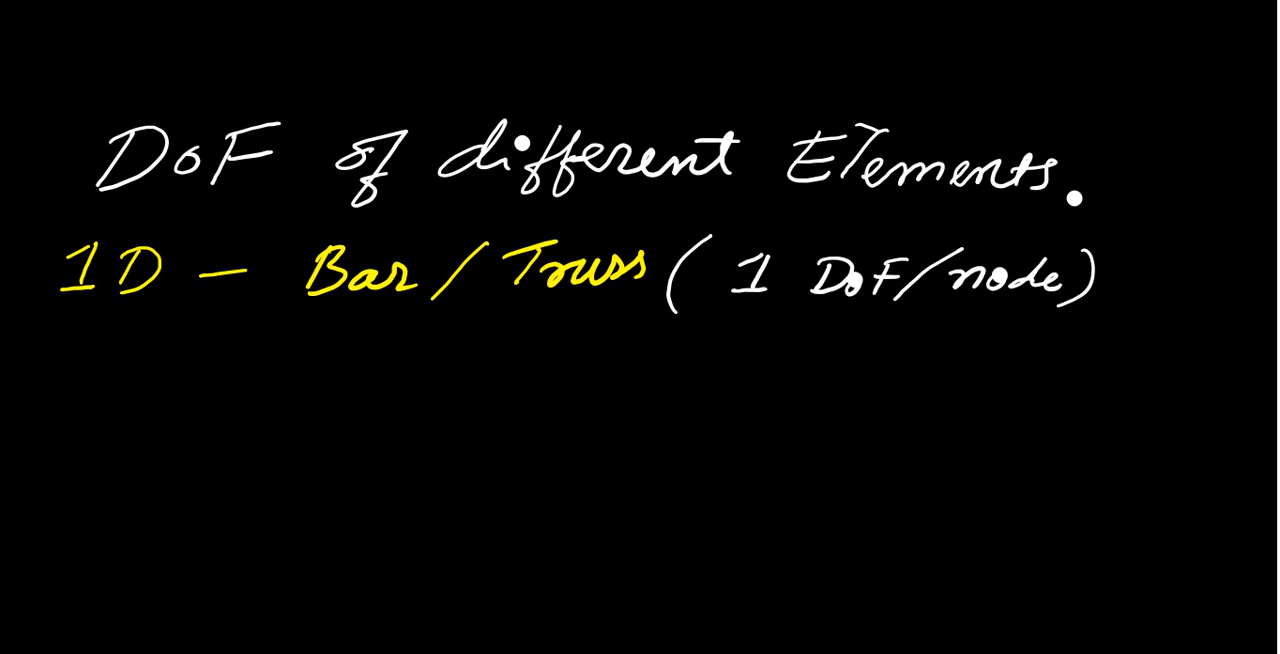 DoF of different Elements.
1D - Bar/Truss (1 DoF/node)